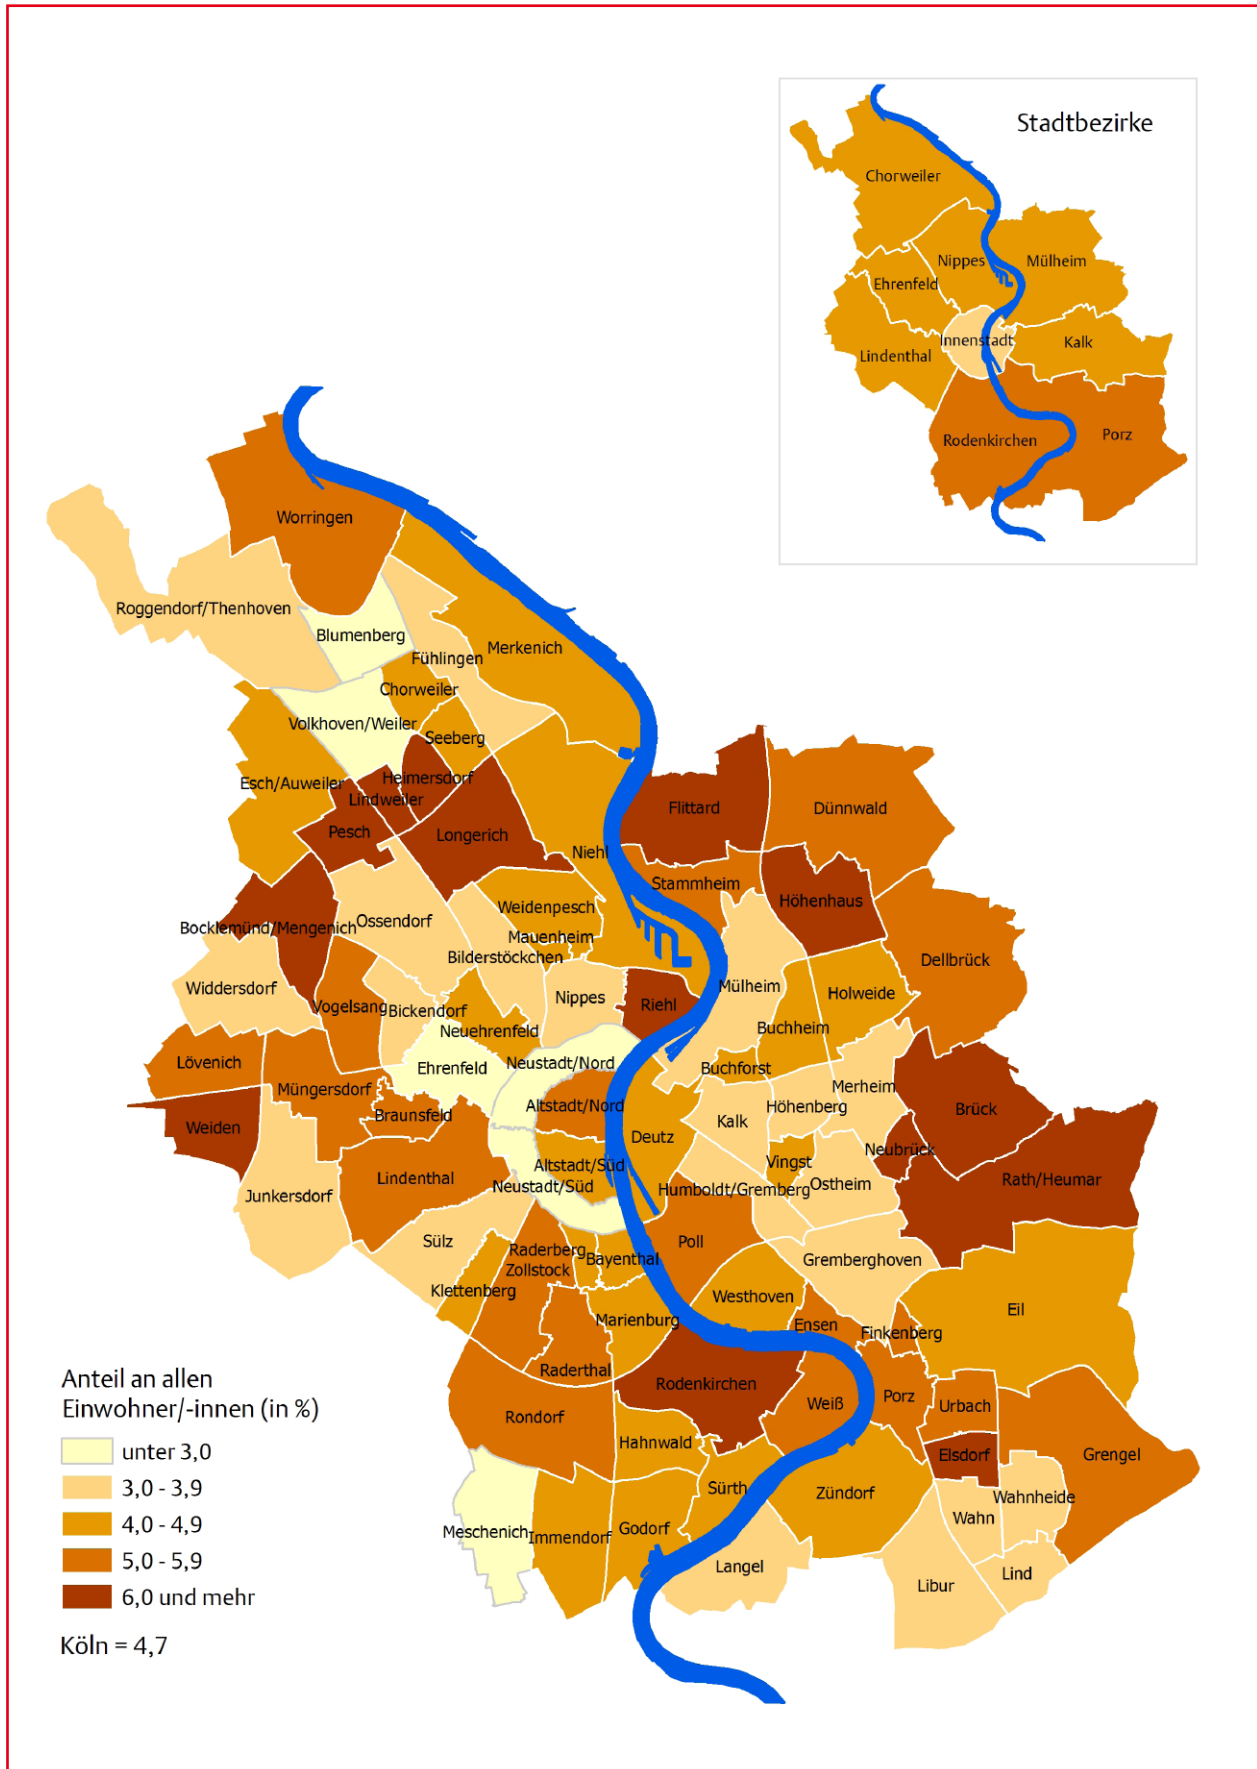 Stadtbezirke
Chorweiler
Nippes
Mülheim
Ehrenfeld
Innenstadt
Kalk
Lindenthal
Rodenkirchen
Porz
Worringen
Roggendorf/Thenhoven
Blumenberg
Fühlingen
Merkenich
Chorweiler
Volkhoven/Weiler
Seeberg
Heimersdorf
Esch/Auweiler
Lindweiler
Flittard
Dünnwald
Pesch
Longerich
Niehl
Stammheim
Höhenhaus
Weidenpesch
Ossendorf
Bocklemünd/Mengenich
Mauenheim
Bilderstöckchen
Dellbrück
Widdersdorf
Mülheim
Holweide
Nippes
Riehl
Vogelsang
Bickendorf
Buchheim
Neuehrenfeld
Lövenich
Neustadt/Nord
Ehrenfeld
Buchforst
Müngersdorf
Merheim
Altstadt/Nord
Höhenberg
Brück
Braunsfeld
Kalk
Weiden
Deutz
Neubrück
Vingst
Altstadt/Süd
Lindenthal
Rath/Heumar
Neustadt/Süd
Humboldt/Gremberg
Ostheim
Junkersdorf
Sülz
Poll
Raderberg
Bayenthal
Gremberghoven
Zollstock
Klettenberg
Westhoven
Eil
Marienburg
Ensen
Finkenberg
Raderthal
Rodenkirchen
Porz
Weiß
Urbach
Rondorf
Hahnwald
Elsdorf
Grengel
Sürth
Zündorf
Wahnheide
Wahn
Godorf
Meschenich
Immendorf
Langel
Lind
Libur
Anteil an allen
Einwohner/-innen (in %)
unter 3,0
3,0 - 3,9
4,0 - 4,9
5,0 - 5,9
6,0 und mehr
Köln = 4,7